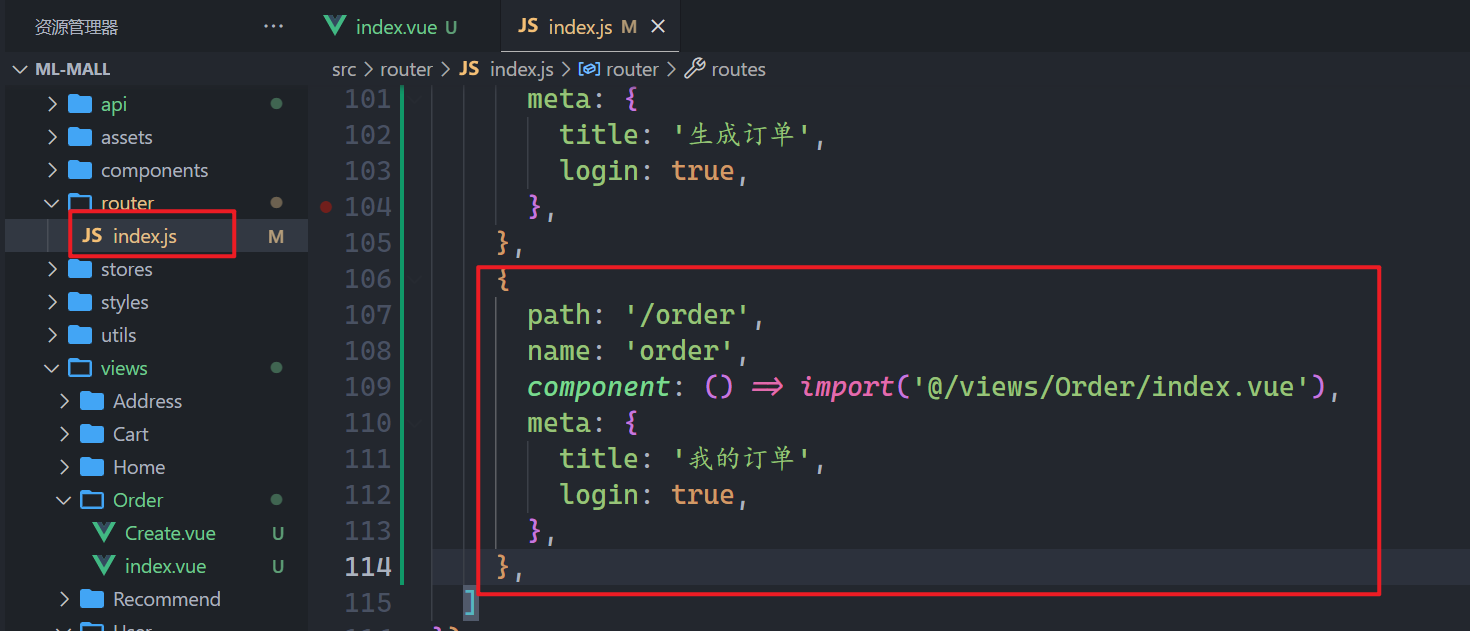 资源管理器 ···
index.vue U
JS index.js M
ML-MALL
src router JS index.js router routes
api
assets
components
router
JS index.js M
stores
styles
utils
views
Address
Cart
Home
Order
Create.vue U
index.vue U
Recommend
User
101 meta: {
102 title: '生成订单',
103 login: true,
104 },
105 },
106 {
107 path: '/order',
108 name: 'order',
109 component: () => import('@/views/Order/index.vue'),
110 meta: {
111 title: '我的订单',
112 login: true,
113 },
114 },
115 ]